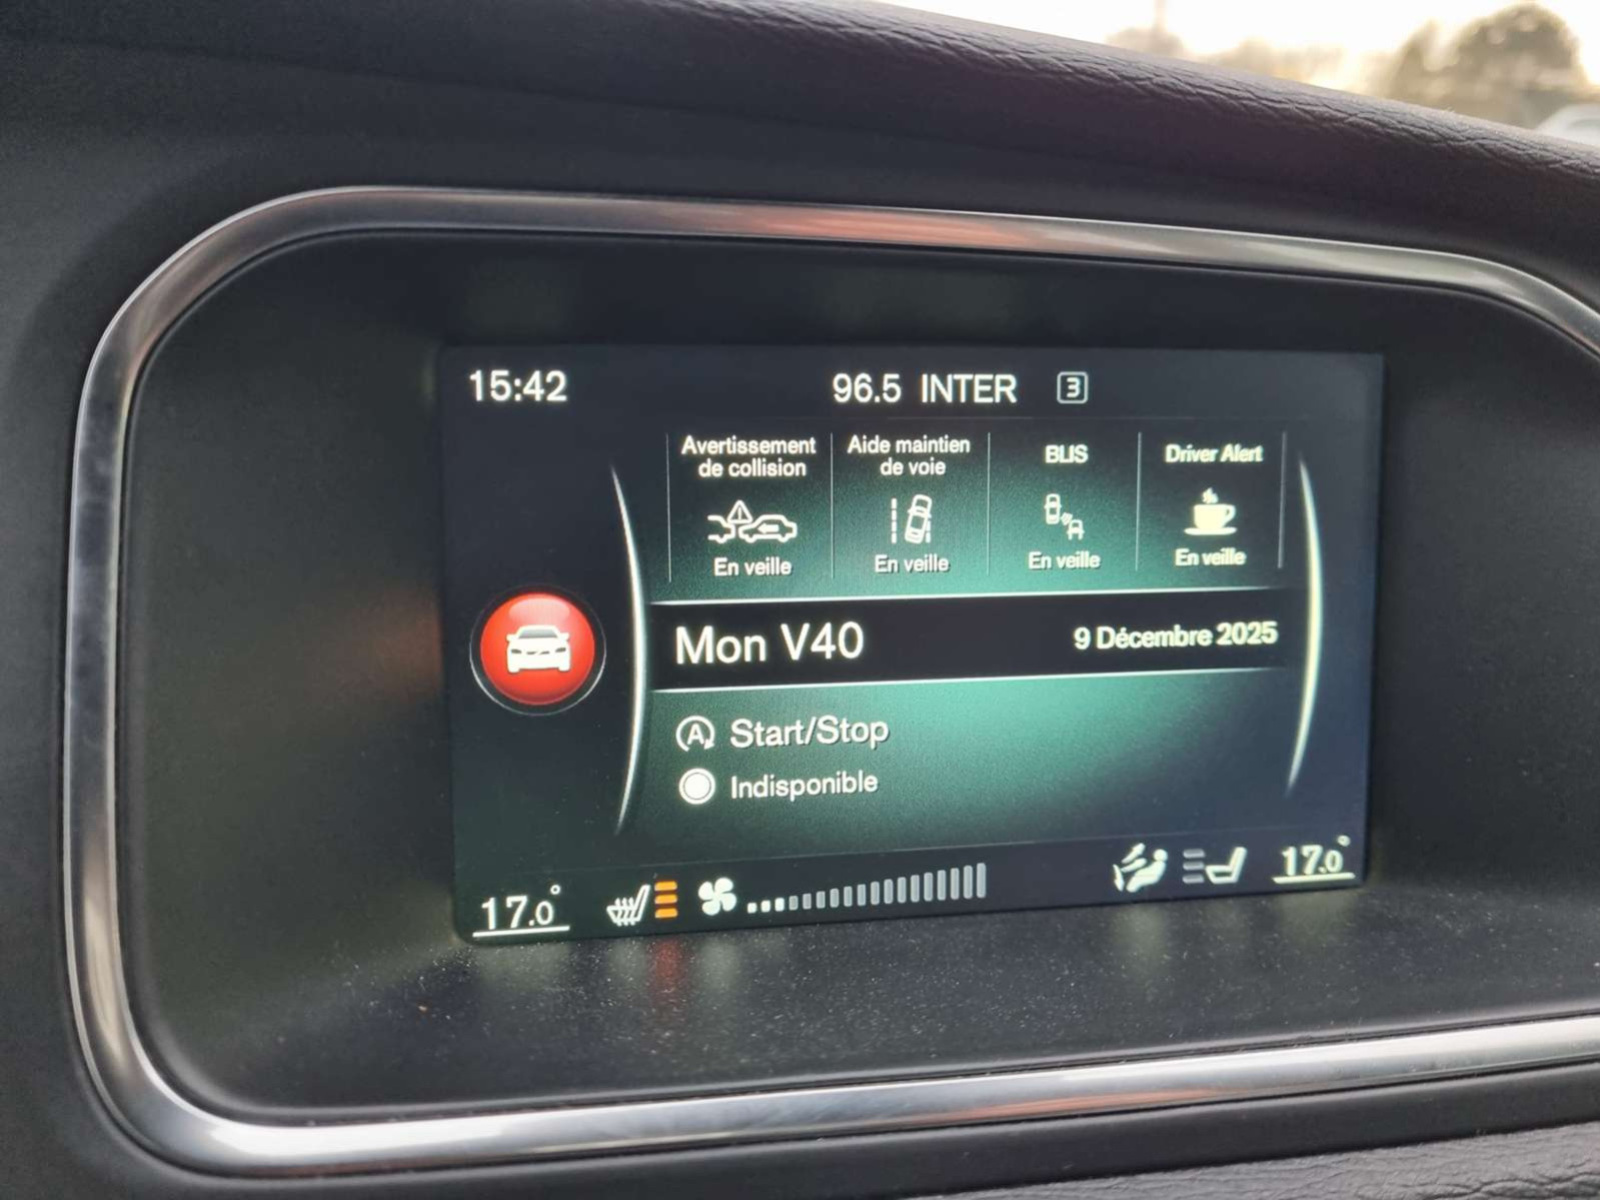 15:42 96.5 INTER 3
Avertissement
de collision
En veille
Aide maintien
de voie
En veille
BLIS
En veille
Driver Alert
En veille
Mon V40 9 Décembre 2025
A Start/Stop
Indisponible
17.0° 17.0°